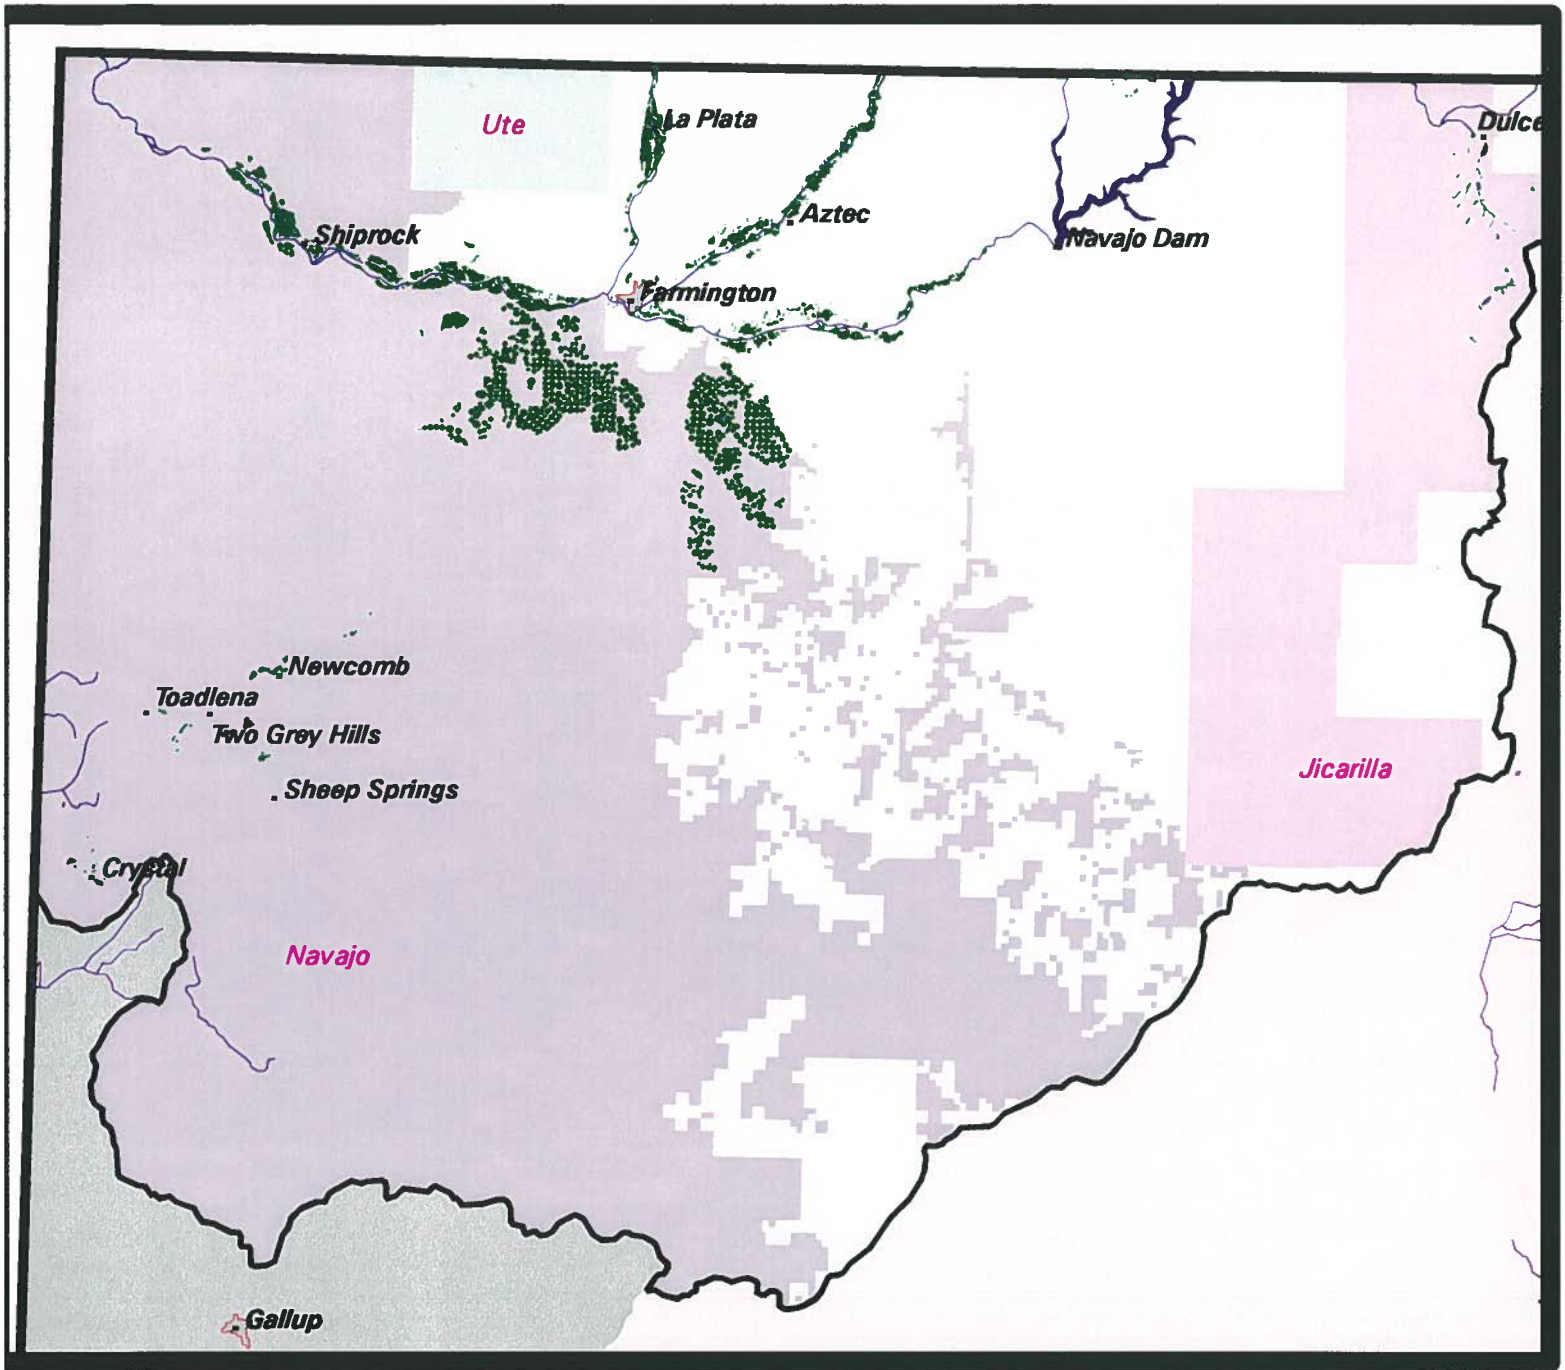 La Plata
Ute
Dulce
Aztec
Shiprock
Navajo Dam
Farmington
Newcomb
Toadlena
Two Grey Hills
Jicarilla
Sheep Springs
Crystal
Navajo
Gallup